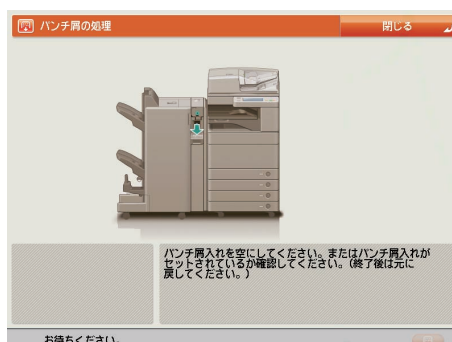 パンチ屑の処理
閉じる
パンチ屑入れを空にしてください。またはパンチ屑入れが
セットされているか確認してください。(終了後は元に
戻してください。)
お待ちください。